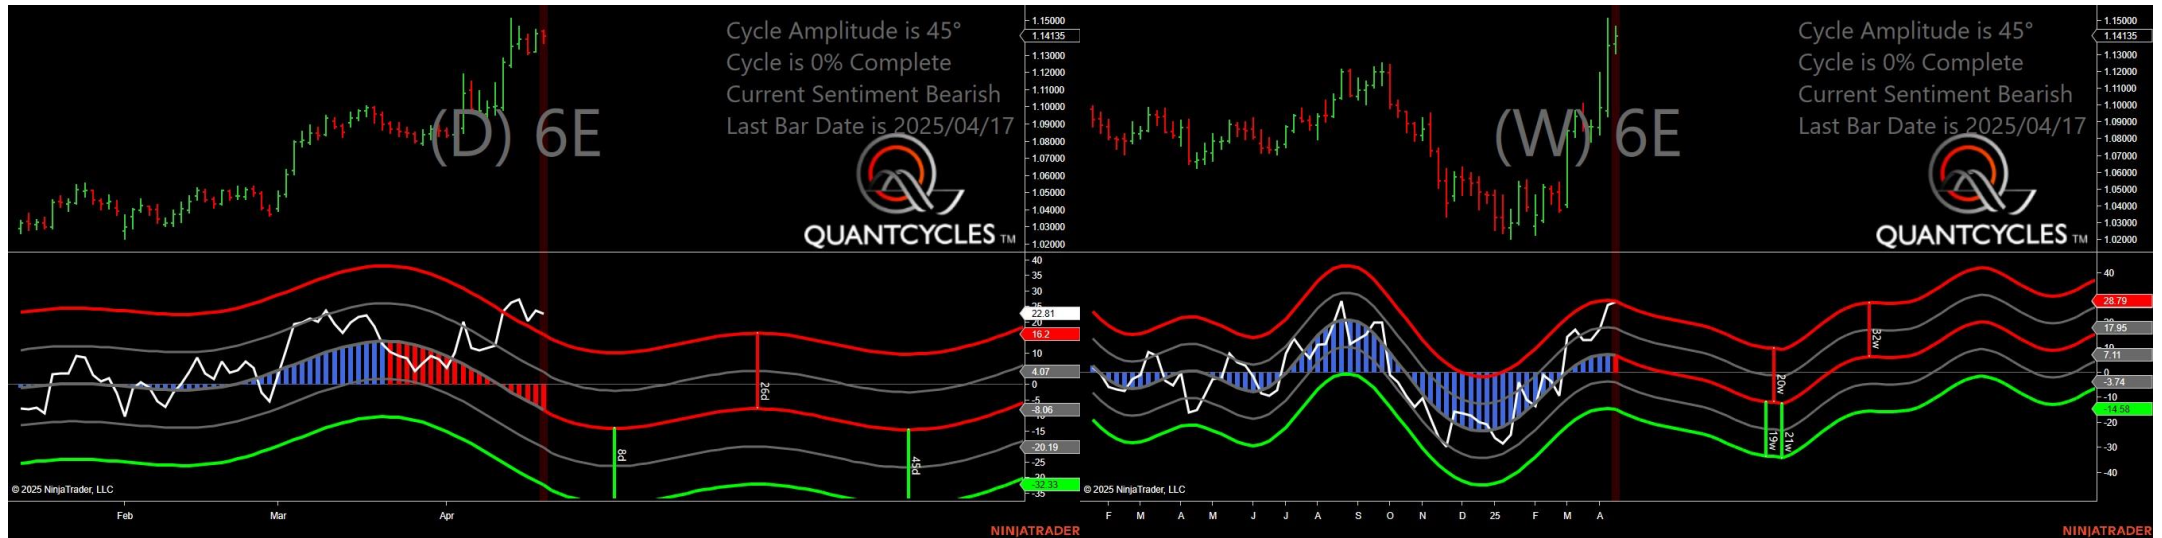 Cycle Amplitude is 45°
Cycle is 0% Complete
Current Sentiment Bearish
Last Bar Date is 2025/04/17
(D) 6E
QUANTCYCLES TM
1.15000
1.14135
1.13000
1.12000
1.11000
1.10000
1.09000
1.08000
1.07000
1.06000
1.05000
1.04000
1.03000
1.02000
40
35
30
25
22.81
20
16.2
10
4.07
0
-5
-8.06
-15
-20.19
-25
-32.33
-35
26d
8d
45d
© 2025 NinjaTrader, LLC
Feb Mar Apr
NINJATRADER
Cycle Amplitude is 45°
Cycle is 0% Complete
Current Sentiment Bearish
Last Bar Date is 2025/04/17
(W) 6E
QUANTCYCLES TM
1.15000
1.14135
1.13000
1.12000
1.11000
1.10000
1.09000
1.08000
1.07000
1.06000
1.05000
1.04000
1.03000
1.02000
40
28.79
17.95
10
7.11
0
-3.74
-10
-14.58
-20
-30
-40
32w
20w
19w
21w
© 2025 NinjaTrader, LLC
F M A M J J A S O N D 25 F M A
NINJATRADER